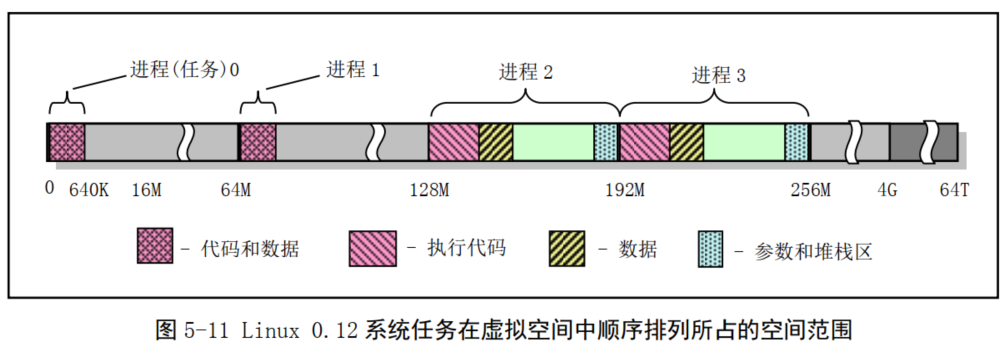 进程(任务)0 进程 1 进程 2 进程 3
0 640K 16M 64M 128M 192M 256M 4G 64T
- 代码和数据 - 执行代码 - 数据 - 参数和堆栈区
图 5-11 Linux 0.12 系统任务在虚拟空间中顺序排列所占的空间范围